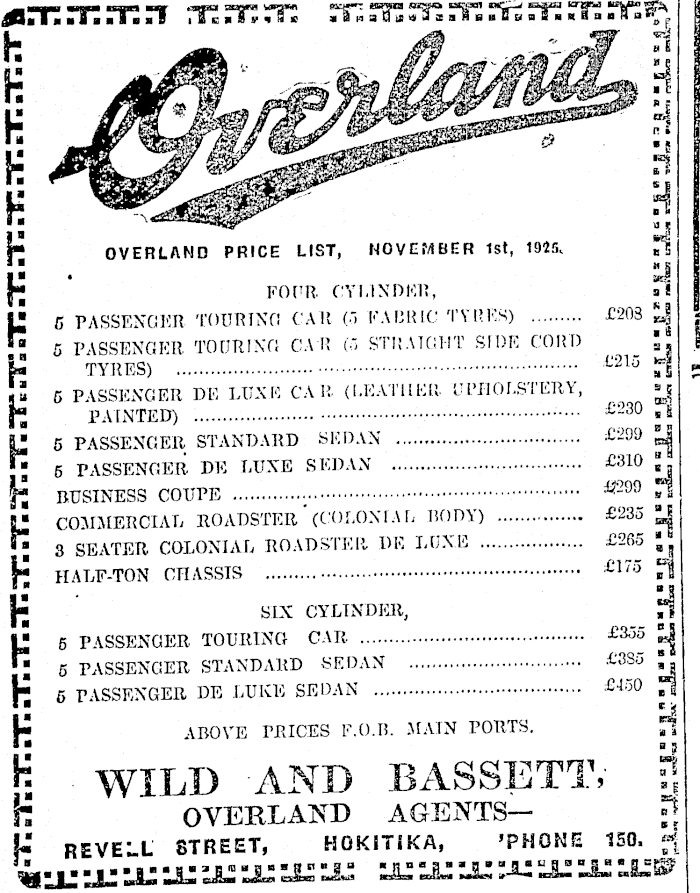 Overland
OVERLAND PRICE LIST, NOVEMBER 1st, 1925.
FOUR CYLINDER,
5 PASSENGER TOURING CAR (5 FABRIC TYRES) ......... £208
5 PASSENGER TOURING CAR (5 STRAIGHT SIDE CORD
TYRES) ............................................................ £215
5 PASSENGER DE LUXE CAR (LEATHER UPHOLSTERY,
PAINTED) ......................................................... £230
5 PASSENGER STANDARD SEDAN ............................ £299
5 PASSENGER DE LUXE SEDAN ............................. £310
BUSINESS COUPE .................................................... £299
COMMERCIAL ROADSTER (COLONIAL BODY) .............. £235
3 SEATER COLONIAL ROADSTER DE LUXE ................ £265
HALF-TON CHASSIS ................................................ £175
SIX CYLINDER,
5 PASSENGER TOURING CAR .................................. £355
5 PASSENGER STANDARD SEDAN .......................... £385
5 PASSENGER DE LUKE SEDAN ............................... £450
ABOVE PRICES F.O.B. MAIN PORTS.
WILD AND BASSETT,
OVERLAND AGENTS—
REVELL STREET, HOKITIKA, 'PHONE 150.